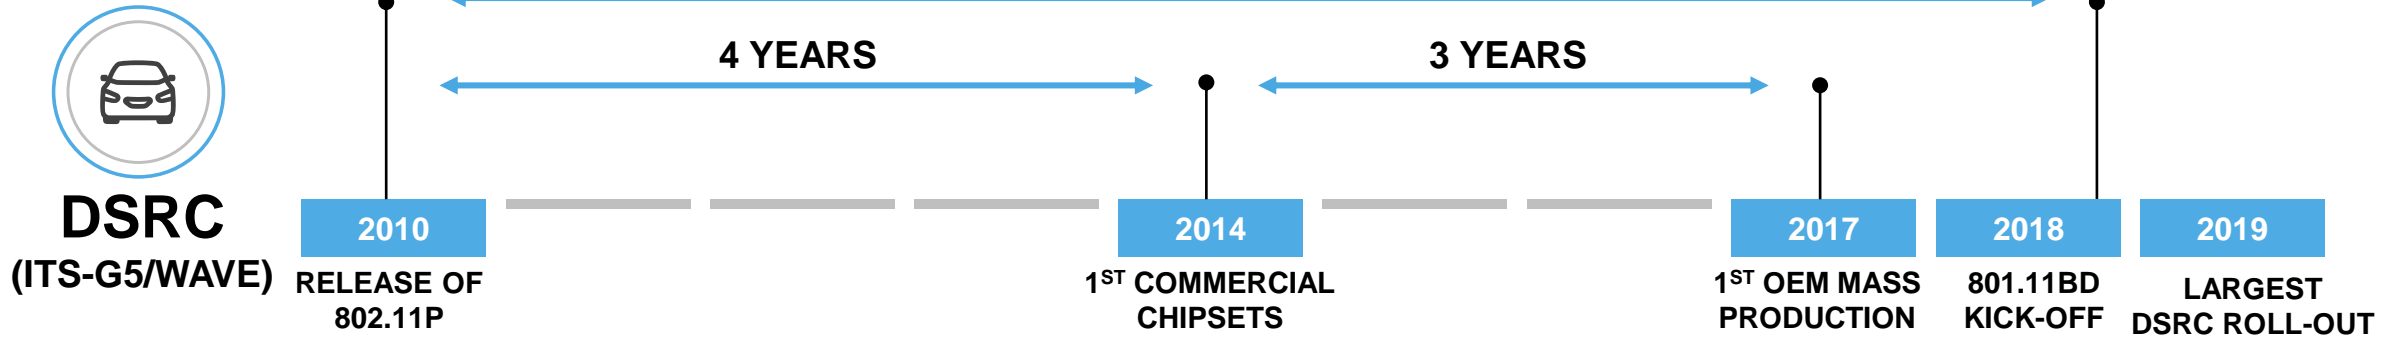 4 YEARS
3 YEARS
DSRC
(ITS-G5/WAVE)
2010
RELEASE OF
802.11P
2014
1ST COMMERCIAL
CHIPSETS
2017
1ST OEM MASS
PRODUCTION
2018
801.11BD
KICK-OFF
2019
LARGEST
DSRC ROLL-OUT